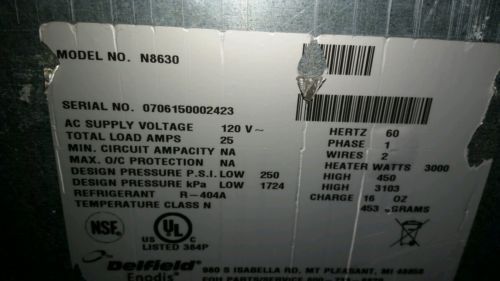 MODEL NO. N8630
SERIAL NO. 0706150002423
AC SUPPLY VOLTAGE 120 V~ HERTZ 60
TOTAL LOAD AMPS 25 PHASE 1
MIN. CIRCUIT AMPACITY NA WIRES 2
MAX. O/C PROTECTION NA HEATER WATTS 3000
DESIGN PRESSURE P.S.I. LOW 250 HIGH 450
DESIGN PRESSURE kPa LOW 1724 HIGH 3103
REFRIGERANT R-404A CHARGE 16 OZ
TEMPERATURE CLASS N 453 GRAMS
NSF. UL US C
LISTED 384P
Delfield
Enodis 980 S ISABELLA RD, MT PLEASANT, MI 48858
PARTS/SERVICE 800-